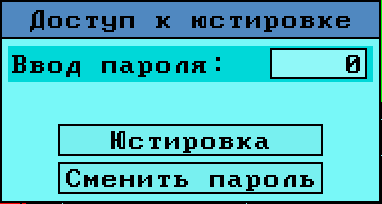 Доступ к юстировке
Ввод пароля: 0
Юстировка
Сменить пароль